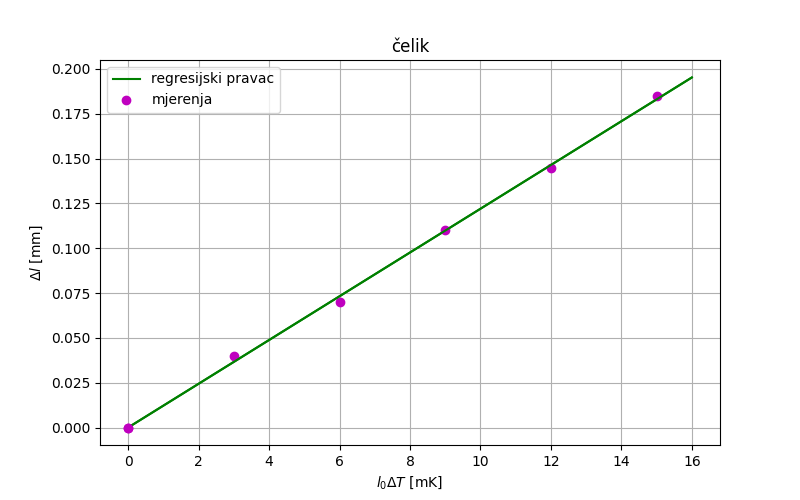 čelik
regresijski pravac
mjerenja
0.200
0.175
0.150
0.125
0.100
0.075
0.050
0.025
0.000
Δl [mm]
0 2 4 6 8 10 12 14 16
l₀ΔT [mK]